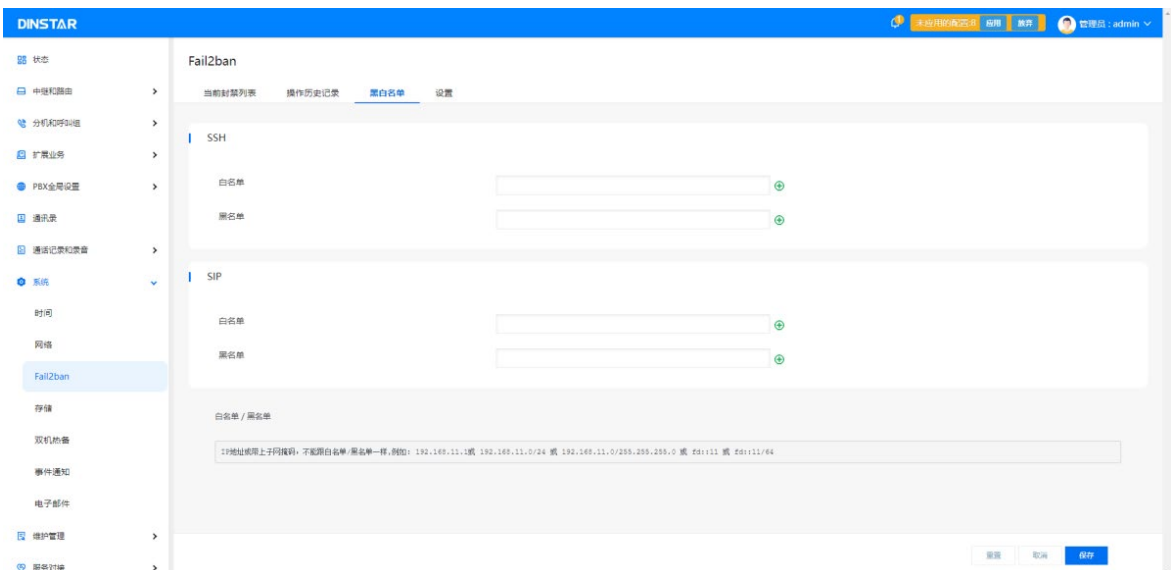 DINSTAR
未应用的配置:8 应用 放弃
管理员 : admin
状态
中继和路由
分机和呼叫组
扩展业务
PBX全局设置
通讯录
通话记录和录音
系统
时间
网络
Fail2ban
存储
双机热备
事件通知
电子邮件
维护管理
服务对接
Fail2ban
当前封禁列表 操作历史记录 黑白名单 设置
SSH
白名单
黑名单
SIP
白名单
黑名单
白名单 / 黑名单
IP地址或带上子网掩码，不能跟白名单/黑名单一样,例如: 192.168.11.1或 192.168.11.0/24 或 192.168.11.0/255.255.255.0 或 fd::11 或 fd::11/64
重置 取消 保存